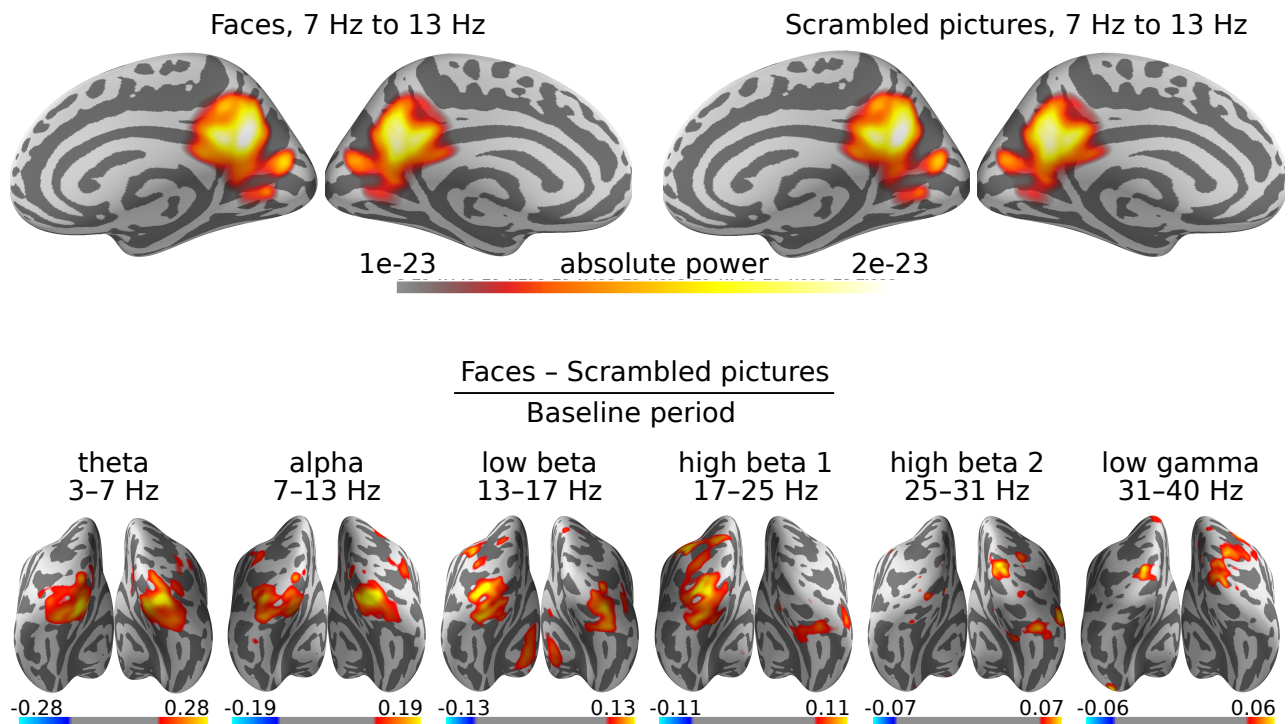 Faces, 7 Hz to 13 Hz
Scrambled pictures, 7 Hz to 13 Hz
1e-23 absolute power 2e-23
Faces – Scrambled pictures
Baseline period
theta
3–7 Hz
alpha
7–13 Hz
low beta
13–17 Hz
high beta 1
17–25 Hz
high beta 2
25–31 Hz
low gamma
31–40 Hz
-0.28 0.28
-0.19 0.19
-0.13 0.13
-0.11 0.11
-0.07 0.07
-0.06 0.06